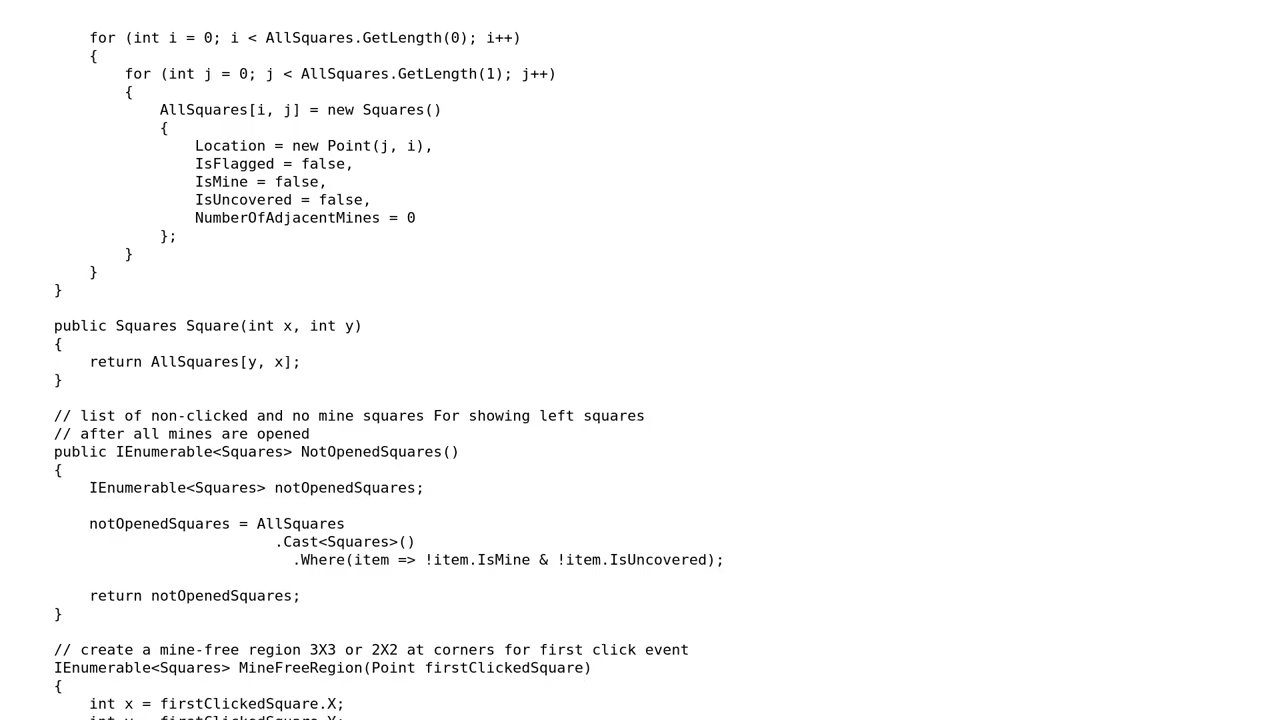 for (int i = 0; i < AllSquares.GetLength(0); i++)
{
for (int j = 0; j < AllSquares.GetLength(1); j++)
{
AllSquares[i, j] = new Squares()
{
Location = new Point(j, i),
IsFlagged = false,
IsMine = false,
IsUncovered = false,
NumberOfAdjacentMines = 0
};
}
}
}
public Squares Square(int x, int y)
{
return AllSquares[y, x];
}
// list of non-clicked and no mine squares For showing left squares
// after all mines are opened
public IEnumerable<Squares> NotOpenedSquares()
{
IEnumerable<Squares> notOpenedSquares;
notOpenedSquares = AllSquares
.Cast<Squares>()
.Where(item => !item.IsMine & !item.IsUncovered);
return notOpenedSquares;
}
// create a mine-free region 3X3 or 2X2 at corners for first click event
IEnumerable<Squares> MineFreeRegion(Point firstClickedSquare)
{
int x = firstClickedSquare.X;
int y = firstClickedSquare.Y;